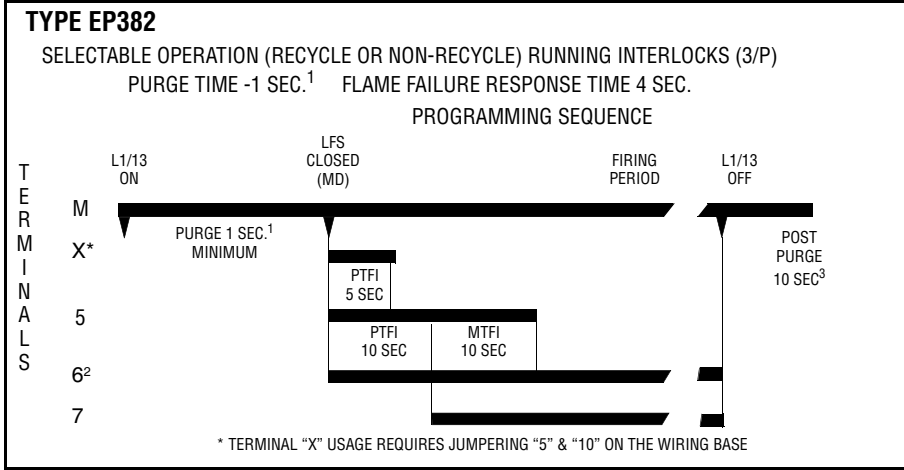 TYPE EP382
SELECTABLE OPERATION (RECYCLE OR NON-RECYCLE) RUNNING INTERLOCKS (3/P)
PURGE TIME -1 SEC.1 FLAME FAILURE RESPONSE TIME 4 SEC.
PROGRAMMING SEQUENCE
TERMINALS
L1/13
ON
LFS
CLOSED
(MD)
FIRING
PERIOD
L1/13
OFF
M
PURGE 1 SEC.1
MINIMUM
POST
PURGE
10 SEC3
X*
PTFI
5 SEC
5
PTFI
10 SEC
MTFI
10 SEC
62
7
* TERMINAL “X” USAGE REQUIRES JUMPERING “5” & “10” ON THE WIRING BASE